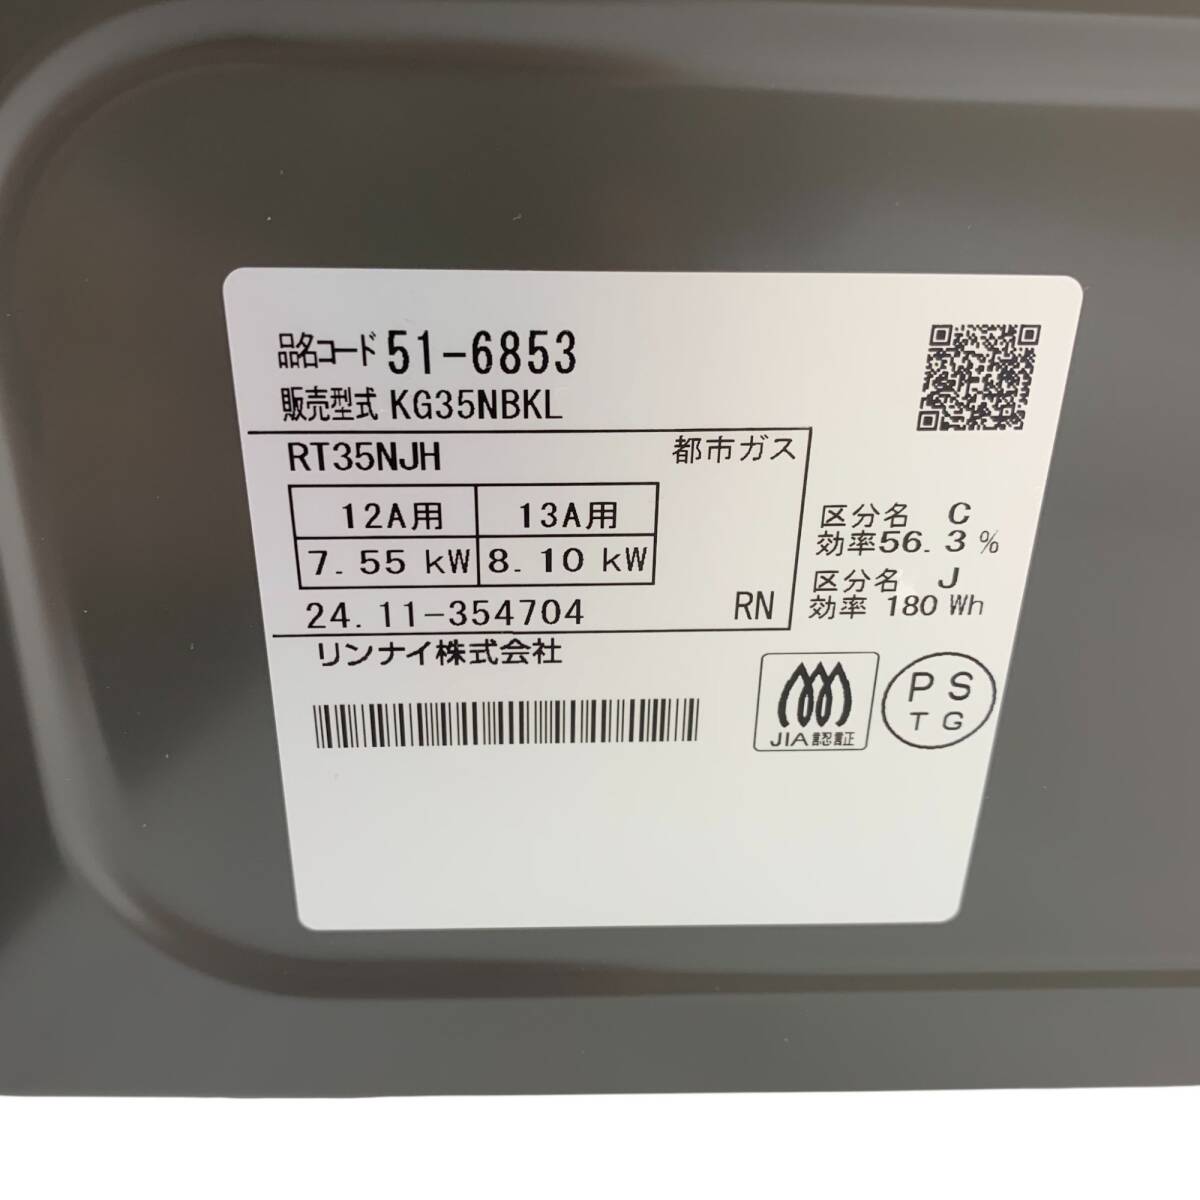 品名コード 51-6853
販売型式 KG35NBKL
RT35NJH 都市ガス
12A用 13A用
7.55 kW 8.10 kW
24.11-354704 RN
リンナイ株式会社
区分名 C
効率56.3%
区分名 J
効率 180 Wh
JIA認証
PS
TG